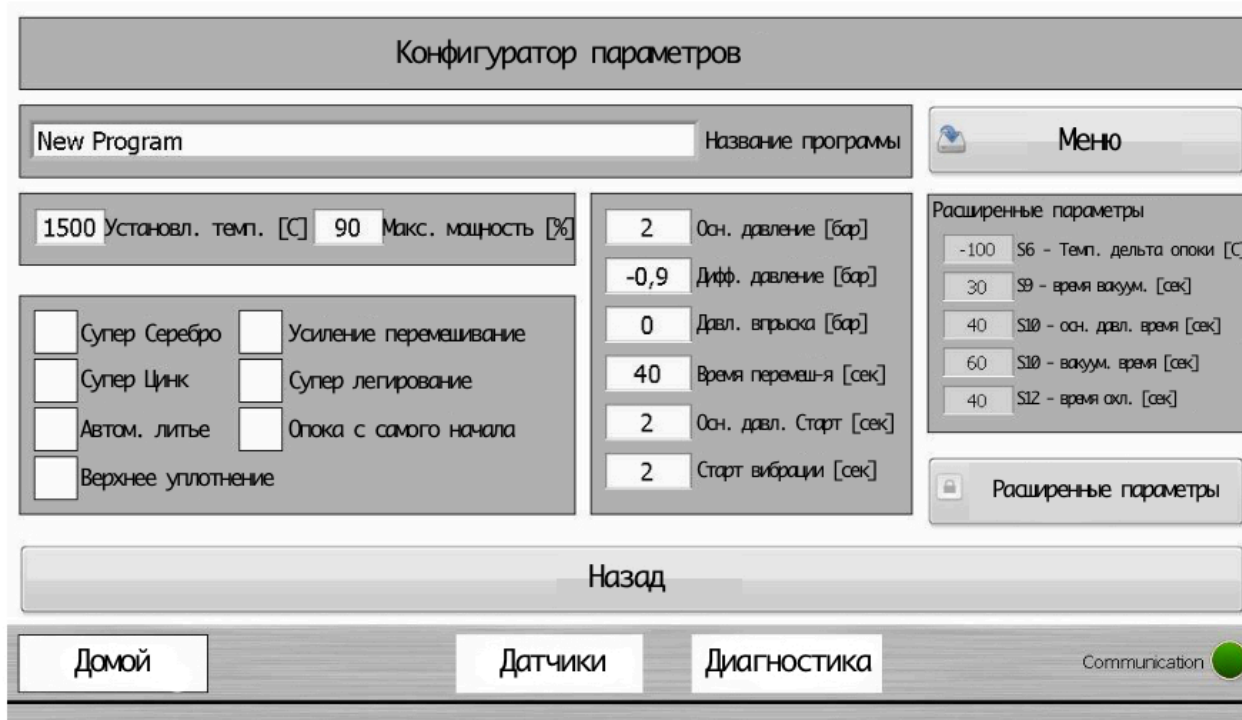 Конфигуратор параметров
New Program Название программы
Меню
1500 Установл. темп. [C] 90 Макс. мощность [%]
Супер Серебро Усиление перемешивание
Супер Цинк Супер легирование
Автом. литье Опока с самого начала
Верхнее уплотнение
2 Осн. давление [бар]
-0,9 Дифф. давление [бар]
0 Давл. впрыска [бар]
40 Время перемеш-я [сек]
2 Осн. давл. Старт [сек]
2 Старт вибрации [сек]
Расширенные параметры
-100 S6 - Темп. дельта опоки [C]
30 S9 - время вакуум. [сек]
40 S10 - осн. давл. время [сек]
60 S10 - вакуум. время [сек]
40 S12 - время охл. [сек]
Расширенные параметры
Назад
Домой Датчики Диагностика Communication